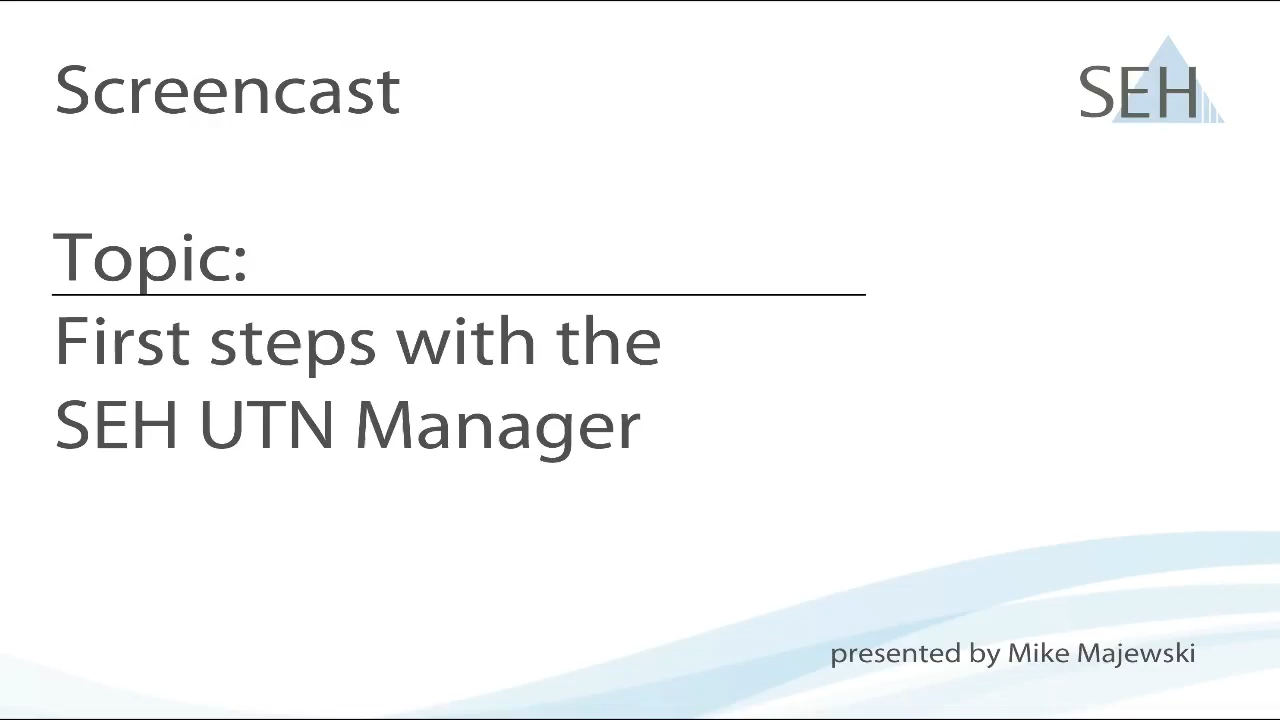 Screencast
SEH
Topic:
First steps with the
SEH UTN Manager
presented by Mike Majewski